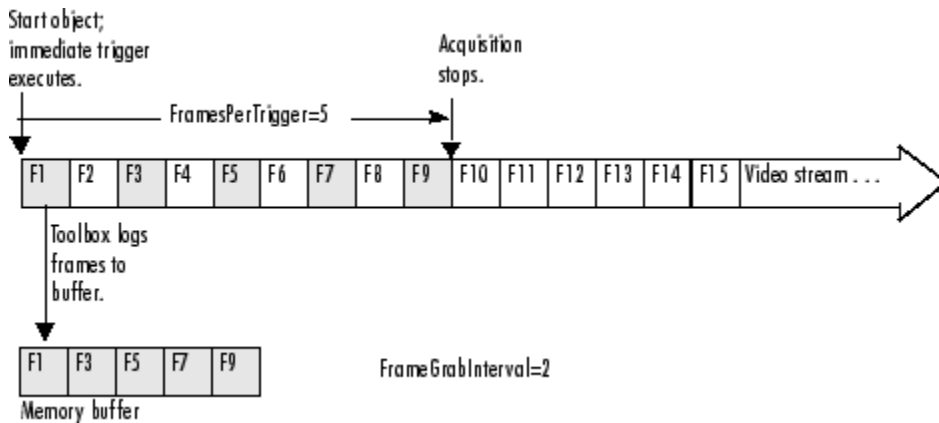 Start object;
immediate trigger
executes.
Acquisition
stops.
FramesPerTrigger=5
F1 F2 F3 F4 F5 F6 F7 F8 F9 F10 F11 F12 F13 F14 F15 Video stream . . .
Toolbox logs
frames to
buffer.
F1 F3 F5 F7 F9
FrameGrabInterval=2
Memory buffer